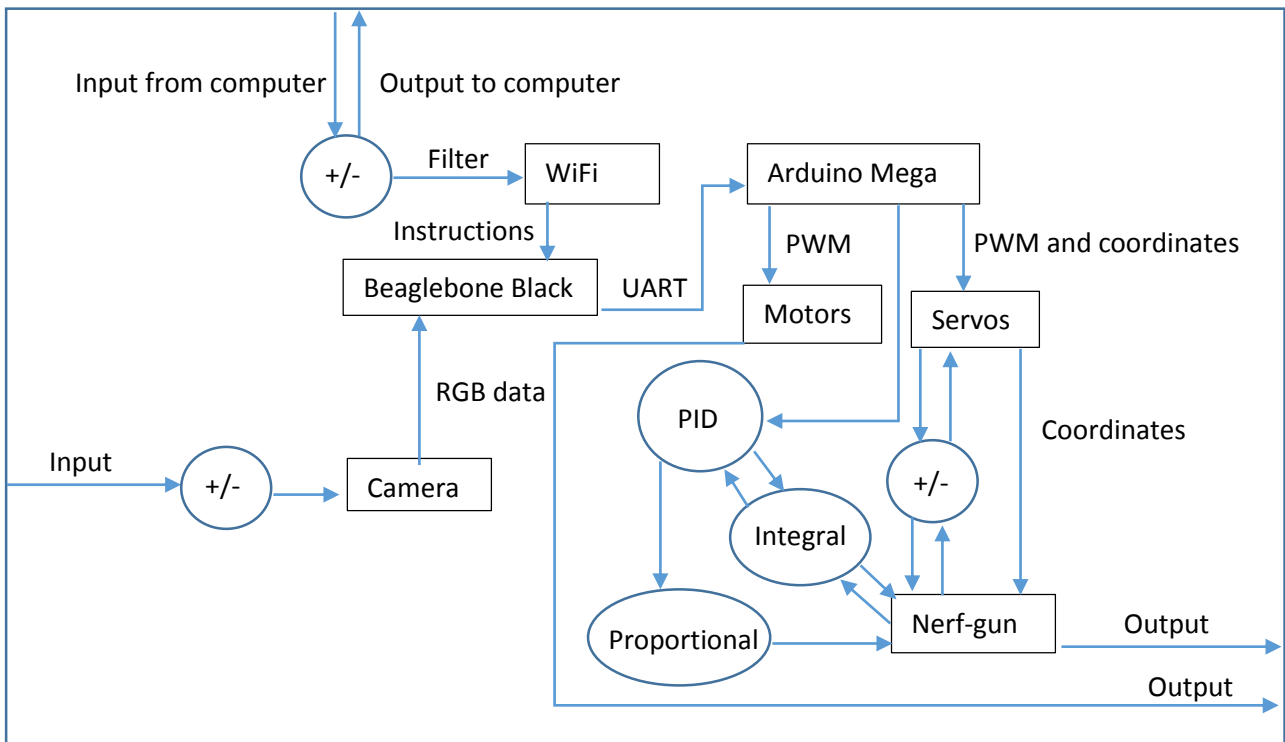 Input from computer
Output to computer
+/-
Filter
WiFi
Arduino Mega
Instructions
PWM
PWM and coordinates
Beaglebone Black
UART
Motors
Servos
RGB data
PID
Coordinates
Input
+/-
Camera
+/-
Integral
Proportional
Nerf-gun
Output
Output